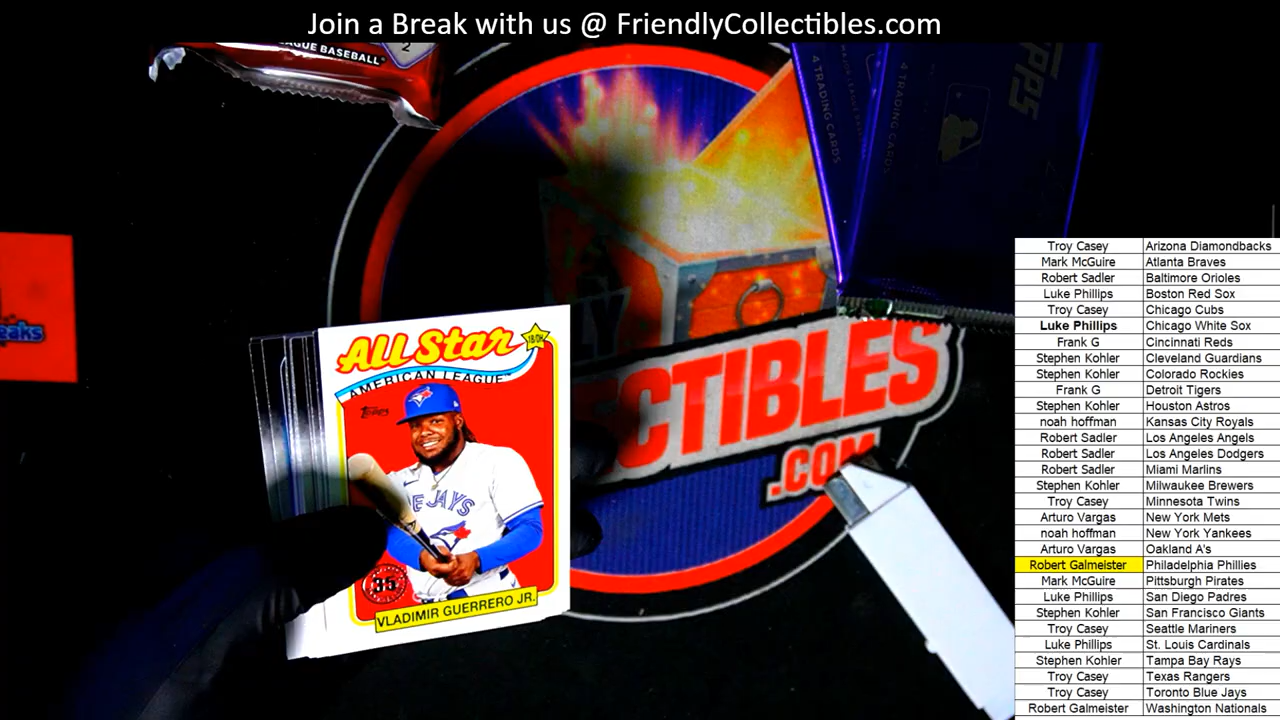 Join a Break with us @ FriendlyCollectibles.com
AGUE BASEBALL
2
4 TRADING CARDS
4 TRADING CARDS
ALL STAR
1B/DH
AMERICAN LEAGUE
Topps
BLUE JAYS
35
VLADIMIR GUERRERO JR.
ECTIBLES
.COM
eaks
Troy Casey Arizona Diamondbacks
Mark McGuire Atlanta Braves
Robert Sadler Baltimore Orioles
Luke Phillips Boston Red Sox
Troy Casey Chicago Cubs
Luke Phillips Chicago White Sox
Frank G Cincinnati Reds
Stephen Kohler Cleveland Guardians
Stephen Kohler Colorado Rockies
Frank G Detroit Tigers
Stephen Kohler Houston Astros
noah hoffman Kansas City Royals
Robert Sadler Los Angeles Angels
Robert Sadler Los Angeles Dodgers
Robert Sadler Miami Marlins
Stephen Kohler Milwaukee Brewers
Troy Casey Minnesota Twins
Arturo Vargas New York Mets
noah hoffman New York Yankees
Arturo Vargas Oakland A's
Robert Galmeister Philadelphia Phillies
Mark McGuire Pittsburgh Pirates
Luke Phillips San Diego Padres
Stephen Kohler San Francisco Giants
Troy Casey Seattle Mariners
Luke Phillips St. Louis Cardinals
Stephen Kohler Tampa Bay Rays
Troy Casey Texas Rangers
Troy Casey Toronto Blue Jays
Robert Galmeister Washington Nationals